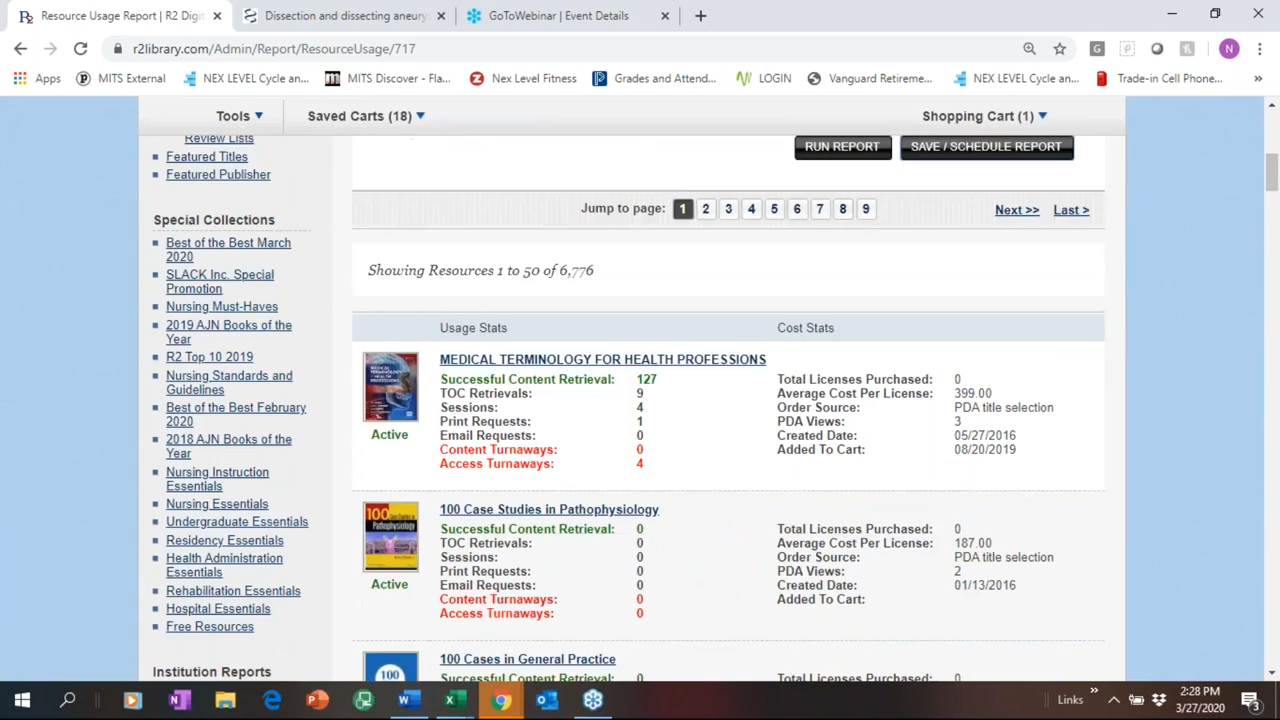 Resource Usage Report | R2 Digit
Dissection and dissecting aneury
GoToWebinar | Event Details
r2library.com/Admin/Report/ResourceUsage/717
G
N
Apps
MITS External
NEX LEVEL Cycle an...
MITS Discover - Fla...
Nex Level Fitness
Grades and Attend...
LOGIN
Vanguard Retireme...
NEX LEVEL Cycle an...
Trade-in Cell Phone...
»
Tools
Saved Carts (18)
Shopping Cart (1)
Review Lists
Featured Titles
Featured Publisher
Special Collections
Best of the Best March
2020
SLACK Inc. Special
Promotion
Nursing Must-Haves
2019 AJN Books of the
Year
R2 Top 10 2019
Nursing Standards and
Guidelines
Best of the Best February
2020
2018 AJN Books of the
Year
Nursing Instruction
Essentials
Nursing Essentials
Undergraduate Essentials
Residency Essentials
Health Administration
Essentials
Rehabilitation Essentials
Hospital Essentials
Free Resources
Institution Reports
RUN REPORT
SAVE / SCHEDULE REPORT
Jump to page: 1 2 3 4 5 6 7 8 9 Next >> Last >
Showing Resources 1 to 50 of 6,776
Usage Stats
Cost Stats
MEDICAL TERMINOLOGY FOR HEALTH PROFESSIONS
Successful Content Retrieval: 127
TOC Retrievals: 9
Sessions: 4
Print Requests: 1
Email Requests: 0
Content Turnaways: 0
Access Turnaways: 4
Total Licenses Purchased: 0
Average Cost Per License: 399.00
Order Source: PDA title selection
PDA Views: 3
Created Date: 05/27/2016
Added To Cart: 08/20/2019
Active
100 Case Studies in Pathophysiology
Successful Content Retrieval: 0
TOC Retrievals: 0
Sessions: 0
Print Requests: 0
Email Requests: 0
Content Turnaways: 0
Access Turnaways: 0
Total Licenses Purchased: 0
Average Cost Per License: 187.00
Order Source: PDA title selection
PDA Views: 2
Created Date: 01/13/2016
Added To Cart:
100
Pathophysiology
Active
100 Cases in General Practice
Successful Content Retrieval: 0
Total Licenses Purchased: 0
100
Links
»
2:28 PM
3/27/2020
3